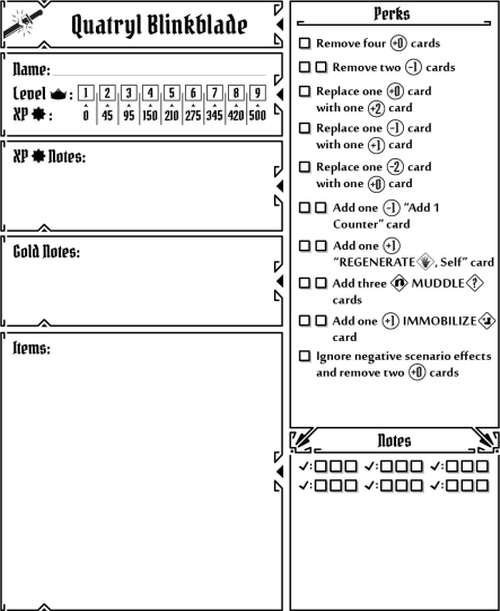 Quatryl Blinkblade
Name:
Level : 1 2 3 4 5 6 7 8 9
XP : 0 45 95 150 210 275 345 420 500
XP Notes:
Gold Notes:
Items:
Perks
Remove four +0 cards
Remove two -1 cards
Replace one +0 card
with one +2 card
Replace one -1 card
with one +1 card
Replace one -2 card
with one +0 card
Add one -1 “Add 1
Counter” card
Add one +1
“REGENERATE , Self” card
Add three MUDDLE ?
cards
Add one +1 IMMOBILIZE
card
Ignore negative scenario effects
and remove two +0 cards
Notes
✓: ✓: ✓:
✓: ✓: ✓: